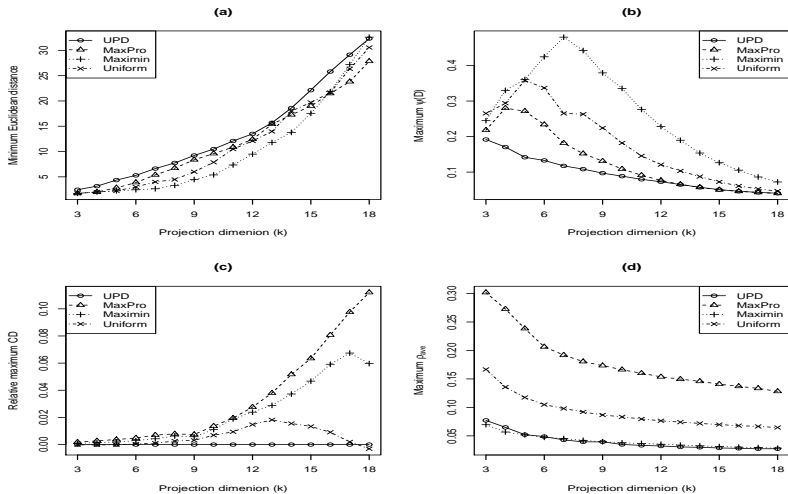 (a)
UPD
MaxPro
Maximin
Uniform
Minimum Euclidean distance
5
10
15
20
25
30
3 6 9 12 15 18
Projection dimenion (k)
(b)
UPD
MaxPro
Maximin
Uniform
Maximum ψ(D)
0.1
0.2
0.3
0.4
3 6 9 12 15 18
Projection dimenion (k)
(c)
UPD
MaxPro
Maximin
Uniform
Relative maximum CD
0.00
0.02
0.04
0.06
0.08
0.10
3 6 9 12 15 18
Projection dimenion (k)
(d)
UPD
MaxPro
Maximin
Uniform
Maximum ρave
0.05
0.10
0.15
0.20
0.25
0.30
3 6 9 12 15 18
Projection dimenion (k)